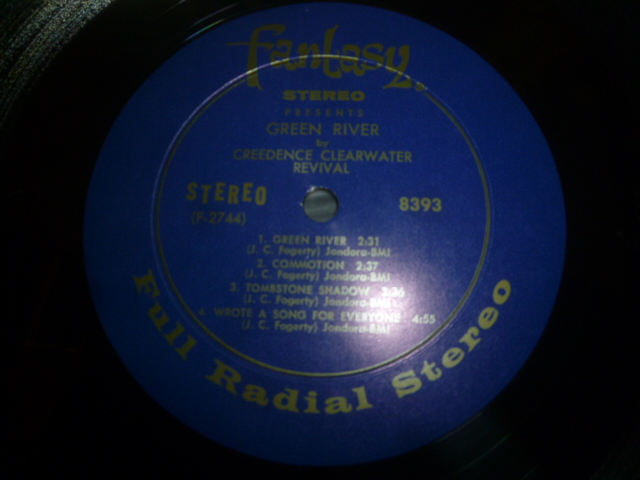 Fantasy
STEREO
PRESENTS
GREEN RIVER
by
CREEDENCE CLEARWATER
REVIVAL
STEREO
(F-2744)
8393
1. GREEN RIVER 2:31
(J. C. Fogerty) Jondora-BMI
2. COMMOTION 2:37
(J. C. Fogerty) Jondora-BMI
3. TOMBSTONE SHADOW 3:36
(J. C. Fogerty) Jondora-BMI
4. WROTE A SONG FOR EVERYONE 4:55
(J. C. Fogerty) Jondora-BMI
Full Radial Stereo